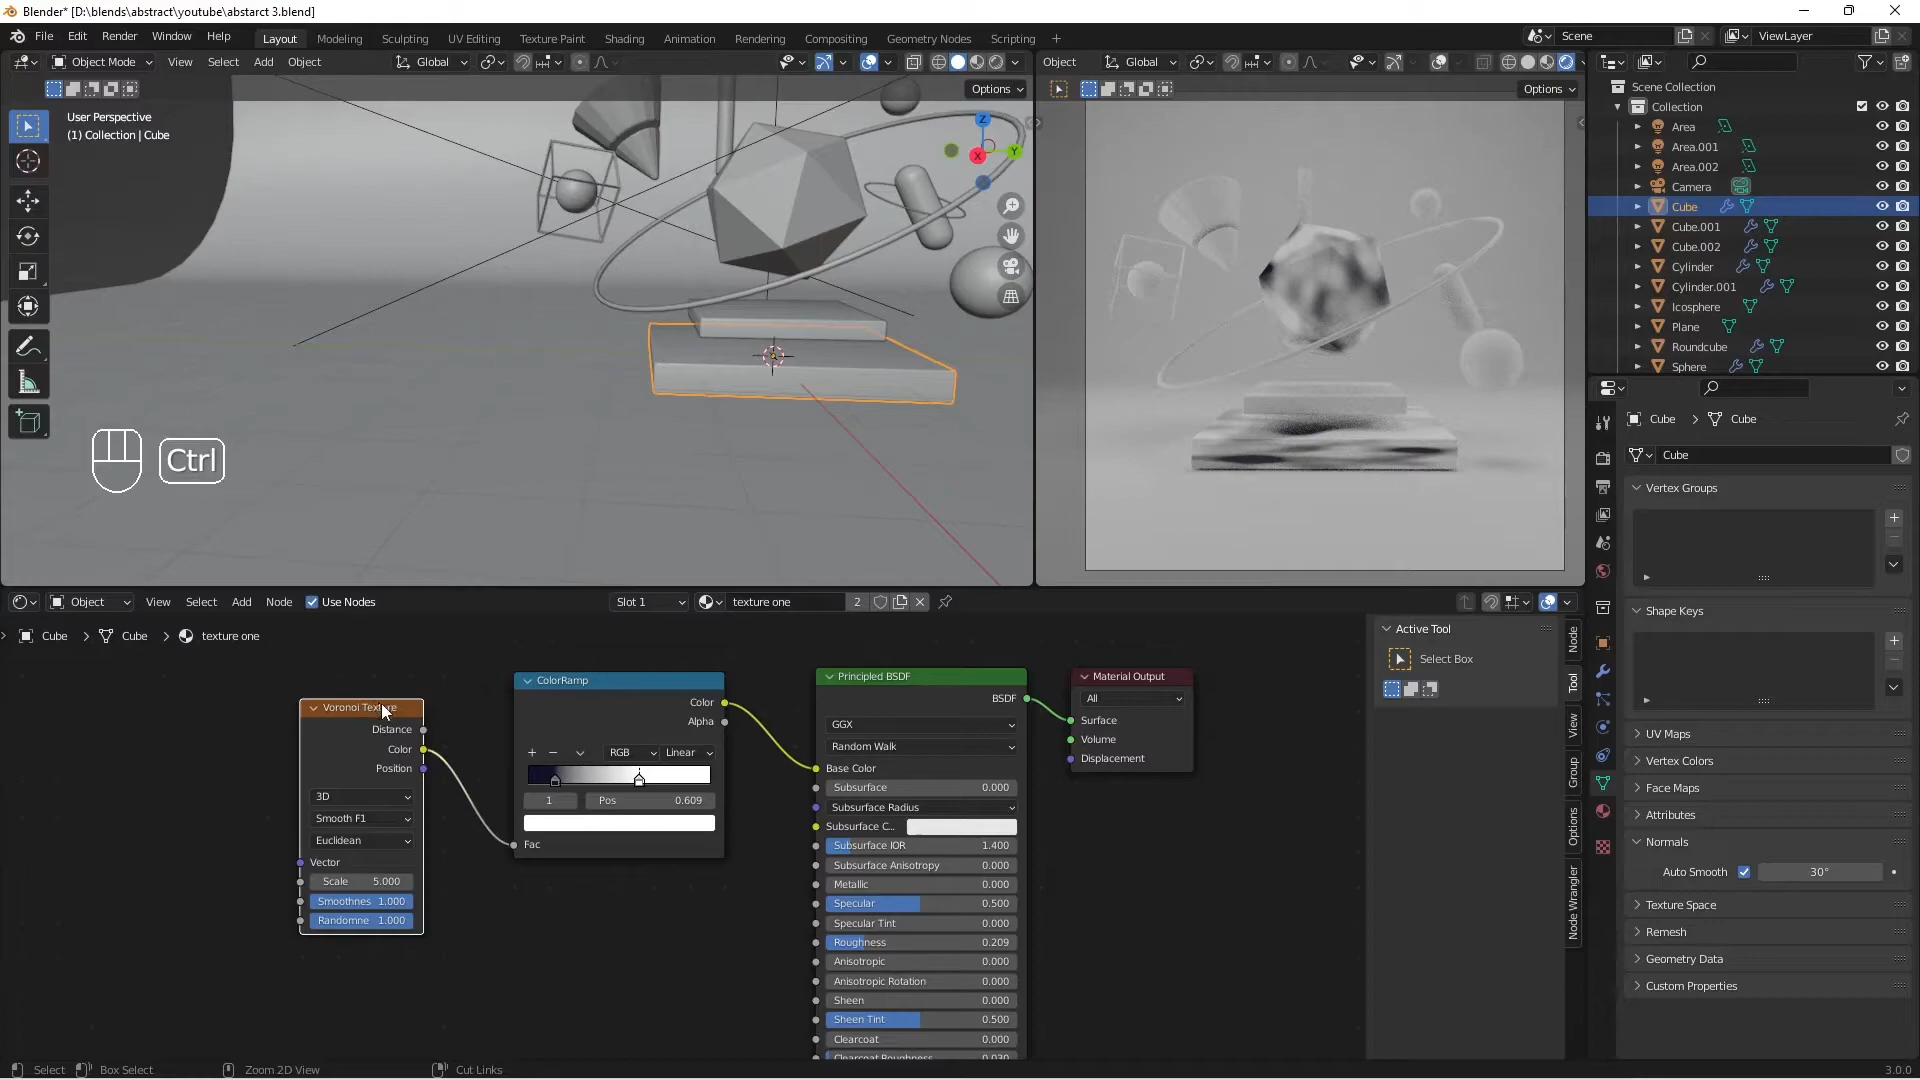 Blender* [D:\blends\abstract\youtube\abstarct 3.blend]
File Edit Render Window Help
Layout Modeling Sculpting UV Editing Texture Paint Shading Animation Rendering Compositing Geometry Nodes Scripting +
Scene
ViewLayer
Object Mode View Select Add Object Global
Object Global
Options
Options
User Perspective
(1) Collection | Cube
Z
Y
X
Ctrl
Scene Collection
Collection
Area
Area.001
Area.002
Camera
Cube
Cube.001
Cube.002
Cylinder
Cylinder.001
Icosphere
Plane
Roundcube
Sphere
Cube > Cube
Cube
Vertex Groups
Shape Keys
UV Maps
Vertex Colors
Face Maps
Attributes
Normals
Auto Smooth 30°
Texture Space
Remesh
Geometry Data
Custom Properties
Object View Select Add Node Use Nodes Slot 1 texture one 2
Cube > Cube > texture one
Voronoi Texture
Distance
Color
Position
3D
Smooth F1
Euclidean
Vector
Scale 5.000
Smoothnes 1.000
Randomne 1.000
ColorRamp
Color
Alpha
+ − RGB Linear
1 Pos 0.609
Fac
Principled BSDF
BSDF
GGX
Random Walk
Base Color
Subsurface 0.000
Subsurface Radius
Subsurface C...
Subsurface IOR 1.400
Subsurface Anisotropy 0.000
Metallic 0.000
Specular 0.500
Specular Tint 0.000
Roughness 0.209
Anisotropic 0.000
Anisotropic Rotation 0.000
Sheen 0.000
Sheen Tint 0.500
Clearcoat 0.000
Clearcoat Roughness 0.030
Material Output
All
Surface
Volume
Displacement
Active Tool
Select Box
Node
Tool
View
Group
Options
Node Wrangler
Select Box Select Zoom 2D View Cut Links 3.0.0